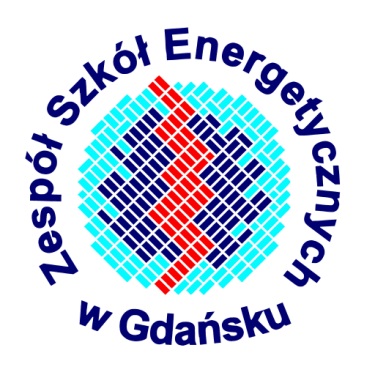 Zespół Szkół Energetycznych
w Gdańsku